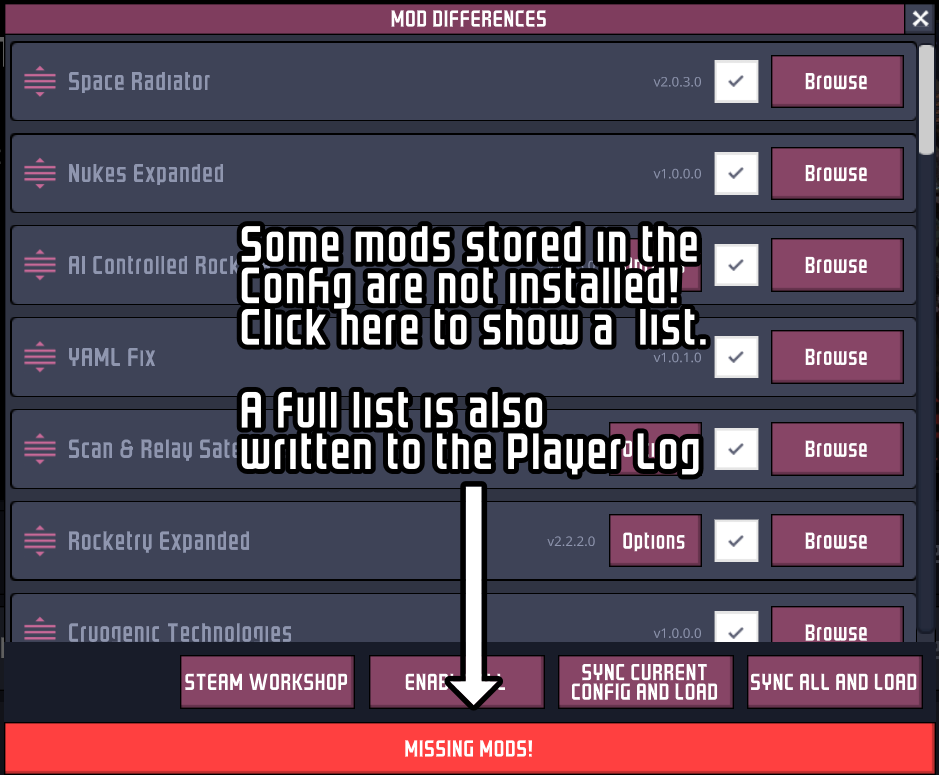 MOD DIFFERENCES
Space Radiator v2.0.3.0 Browse
Nukes Expanded v1.0.0.0 Browse
AI Controlled Browse
Some mods stored in the
Config are not installed!
Click here to show a list.
YAML Fix v1.0.1.0 Browse
A full list is also
written to the Player Log
Scan & Relay Browse
Rocketry Expanded v2.2.2.0 Options Browse
Cryogenic Technologies v1.0.0.0 Browse
STEAM WORKSHOP
SYNC CURRENT
CONFIG AND LOAD
SYNC ALL AND LOAD
MISSING MODS!